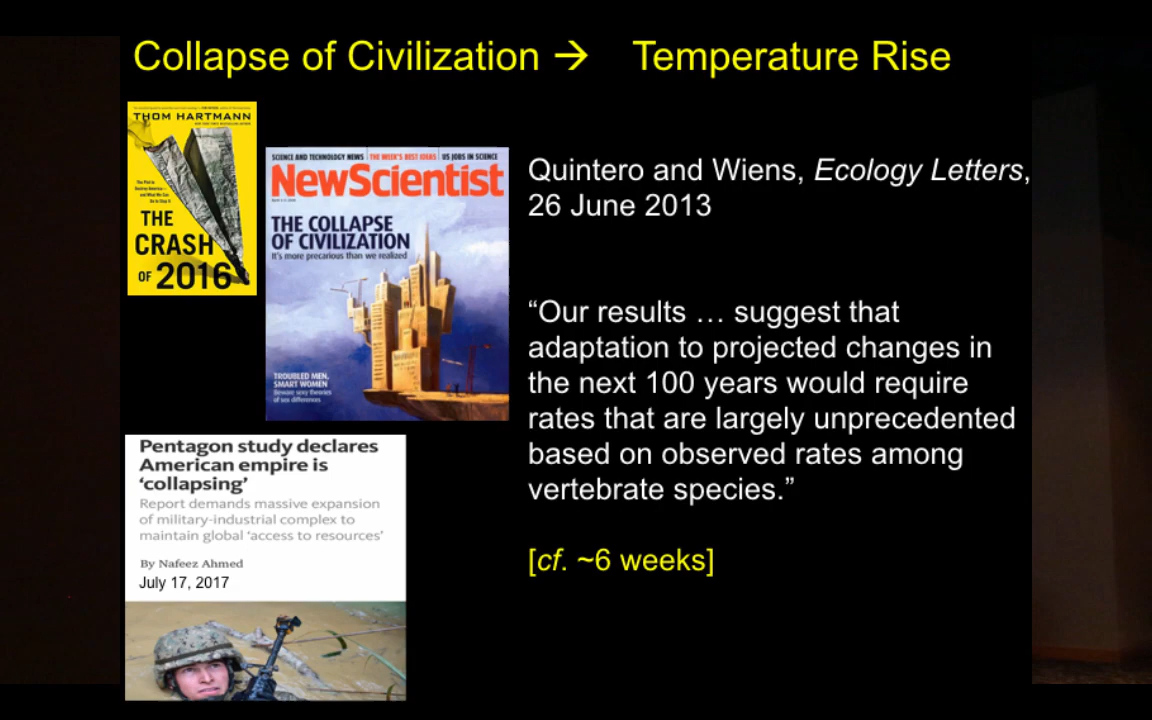 Collapse of Civilization → Temperature Rise
THOM HARTMANN
THE
CRASH
OF 2016
SCIENCE AND TECHNOLOGY NEWS THE WEEK'S BEST IDEAS US JOBS IN SCIENCE
NewScientist
THE COLLAPSE
OF CIVILIZATION
It's more precarious than we realized
TROUBLED MEN,
SMART WOMEN
Beware sexy theories
of sex differences
Quintero and Wiens, Ecology Letters,
26 June 2013
“Our results … suggest that
adaptation to projected changes in
the next 100 years would require
rates that are largely unprecedented
based on observed rates among
vertebrate species.”
[cf. ~6 weeks]
Pentagon study declares
American empire is
‘collapsing’
Report demands massive expansion
of military-industrial complex to
maintain global ‘access to resources’
By Nafeez Ahmed
July 17, 2017